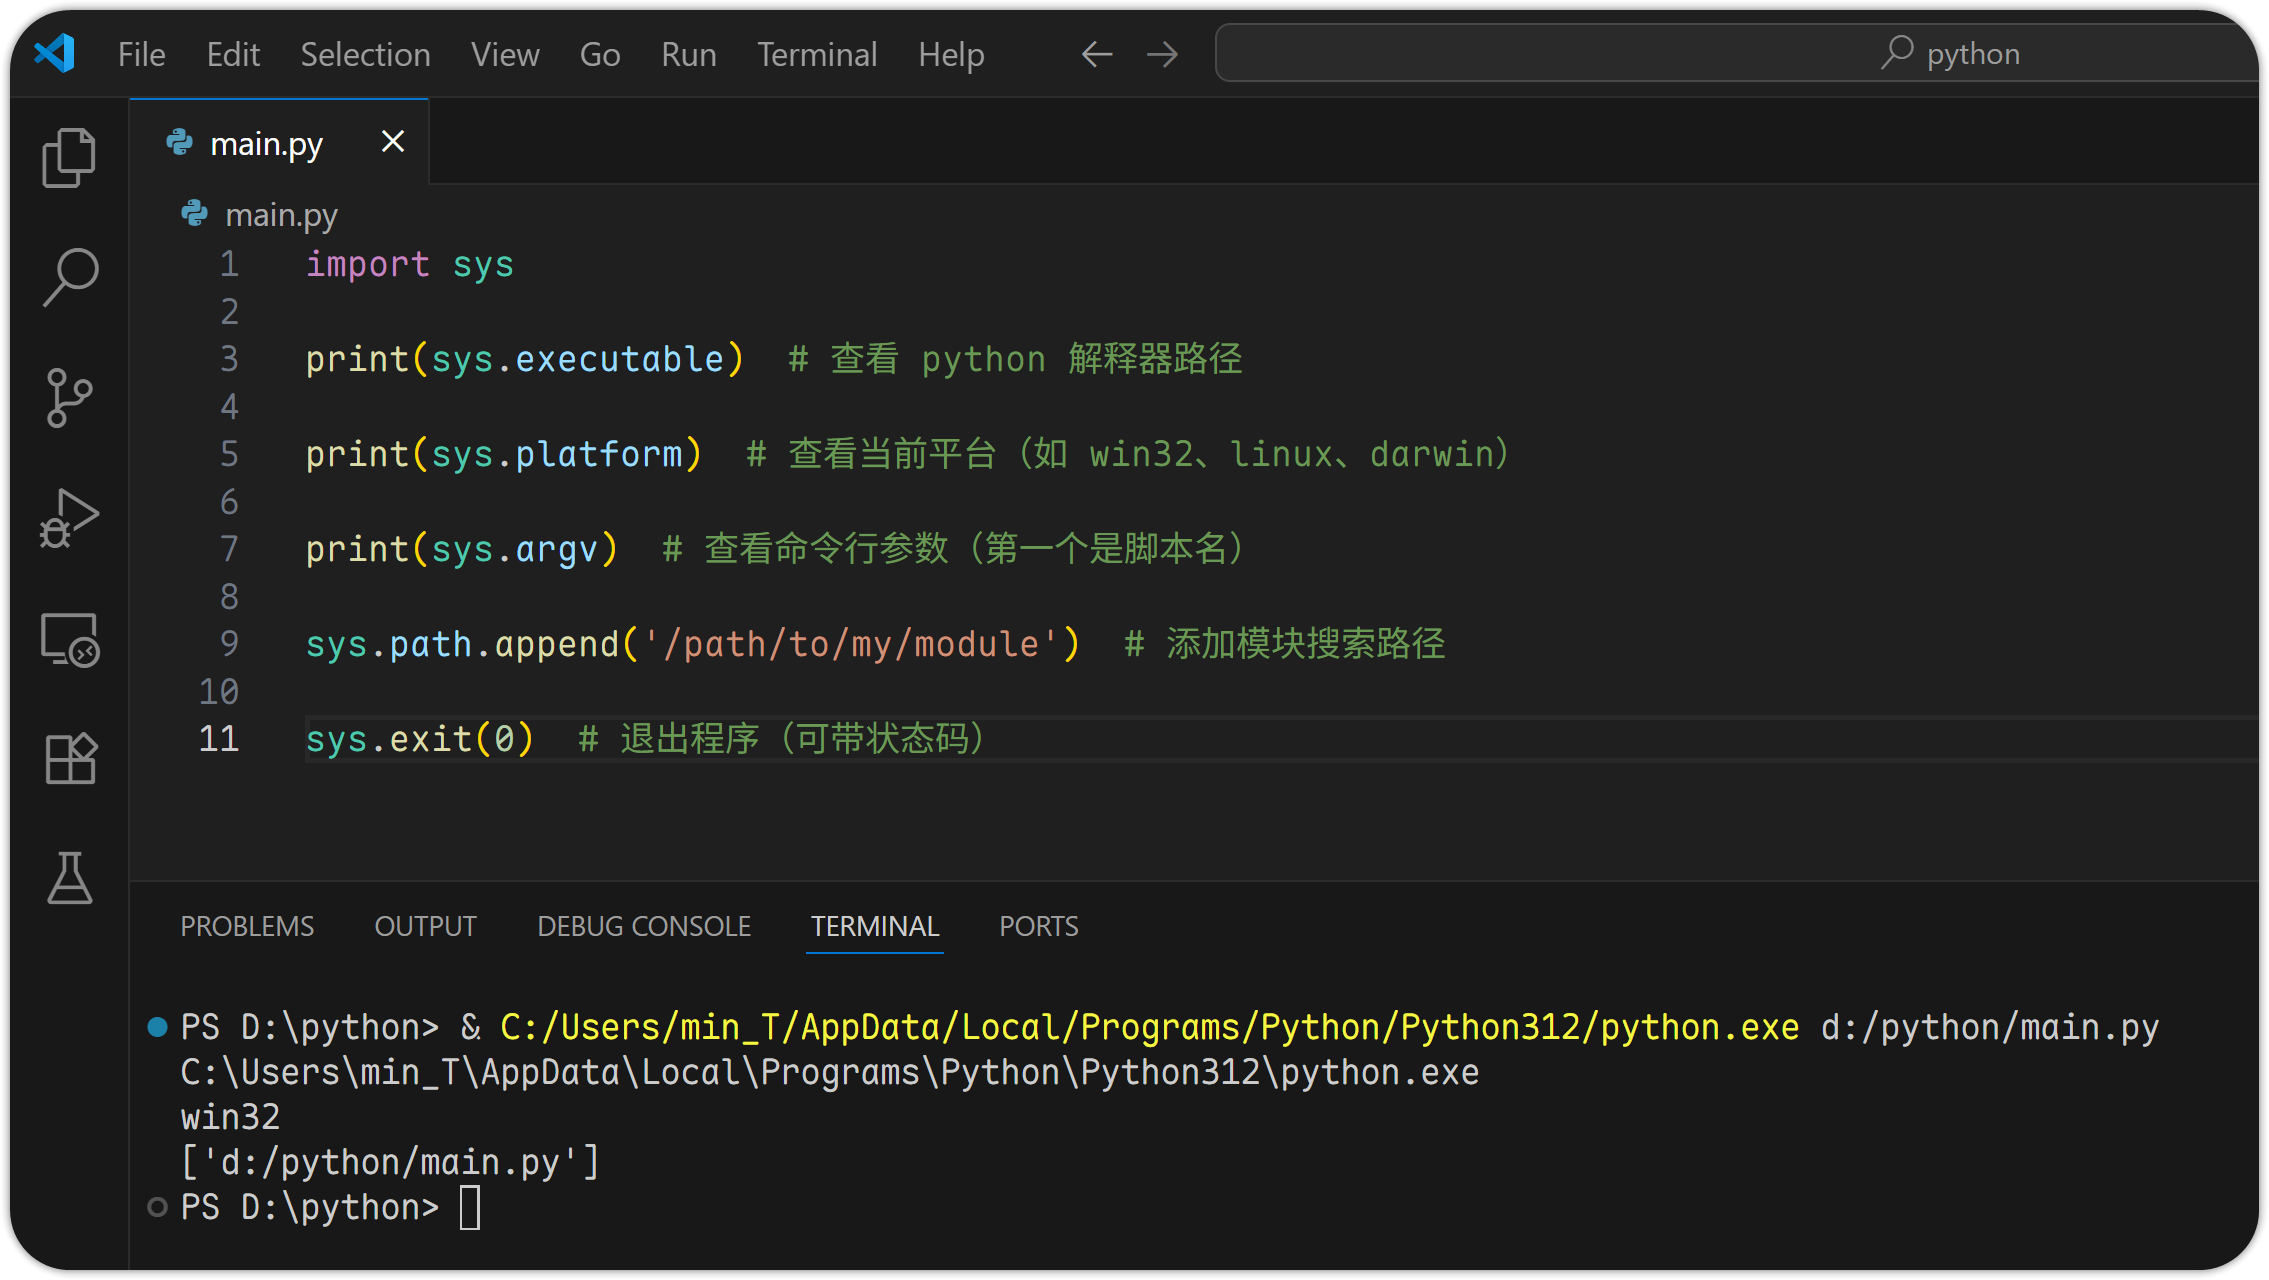 File Edit Selection View Go Run Terminal Help python
main.py
main.py
1 import sys
2
3 print(sys.executable)  # 查看 python 解释器路径
4
5 print(sys.platform)  # 查看当前平台（如 win32、linux、darwin）
6
7 print(sys.argv)  # 查看命令行参数（第一个是脚本名）
8
9 sys.path.append('/path/to/my/module')  # 添加模块搜索路径
10
11 sys.exit(0)  # 退出程序（可带状态码）
PROBLEMS OUTPUT DEBUG CONSOLE TERMINAL PORTS
PS D:\python> & C:/Users/min_T/AppData/Local/Programs/Python/Python312/python.exe d:/python/main.py
C:\Users\min_T\AppData\Local\Programs\Python\Python312\python.exe
win32
['d:/python/main.py']
PS D:\python>